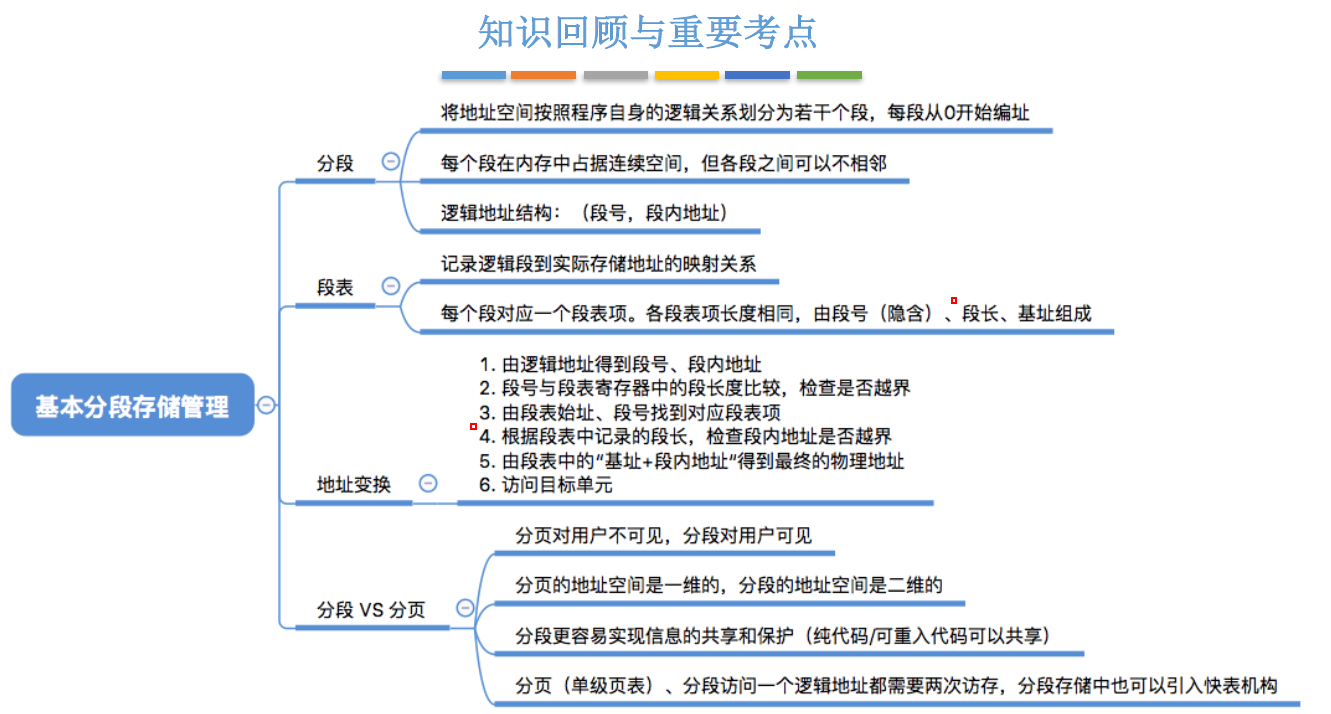 知识回顾与重要考点
将地址空间按照程序自身的逻辑关系划分为若干个段，每段从0开始编址
分段
每个段在内存中占据连续空间，但各段之间可以不相邻
逻辑地址结构：（段号，段内地址）
记录逻辑段到实际存储地址的映射关系
段表
每个段对应一个段表项。各段表项长度相同，由段号（隐含）、段长、基址组成
基本分段存储管理
1. 由逻辑地址得到段号、段内地址
2. 段号与段表寄存器中的段长度比较，检查是否越界
3. 由段表始址、段号找到对应段表项
4. 根据段表中记录的段长，检查段内地址是否越界
5. 由段表中的“基址+段内地址”得到最终的物理地址
6. 访问目标单元
地址变换
分页对用户不可见，分段对用户可见
分页的地址空间是一维的，分段的地址空间是二维的
分段 VS 分页
分段更容易实现信息的共享和保护（纯代码/可重入代码可以共享）
分页（单级页表）、分段访问一个逻辑地址都需要两次访存，分段存储中也可以引入快表机构